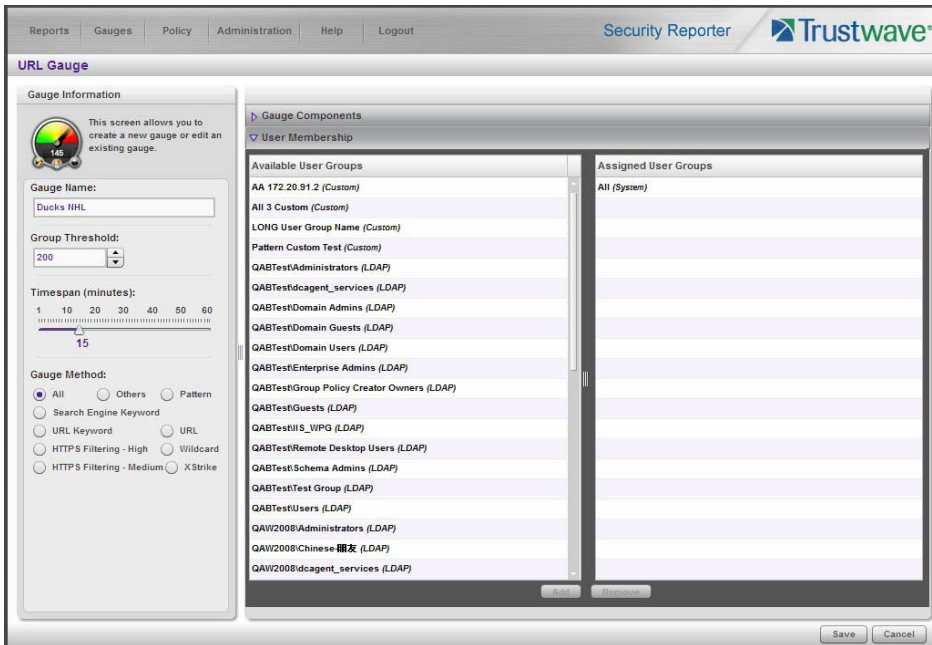 Reports Gauges Policy Administration Help Logout
Security Reporter Trustwave®
URL Gauge
Gauge Information
This screen allows you to
create a new gauge or edit an
existing gauge.
145
Gauge Name:
Ducks NHL
Group Threshold:
200
Timespan (minutes):
1 10 20 30 40 50 60
15
Gauge Method:
All Others Pattern
Search Engine Keyword
URL Keyword URL
HTTPS Filtering - High Wildcard
HTTPS Filtering - Medium XStrike
Gauge Components
User Membership
Available User Groups
AA 172.20.91.2 (Custom)
All 3 Custom (Custom)
LONG User Group Name (Custom)
Pattern Custom Test (Custom)
QABTest\Administrators (LDAP)
QABTest\dcagent_services (LDAP)
QABTest\Domain Admins (LDAP)
QABTest\Domain Guests (LDAP)
QABTest\Domain Users (LDAP)
QABTest\Enterprise Admins (LDAP)
QABTest\Group Policy Creator Owners (LDAP)
QABTest\Guests (LDAP)
QABTest\IIS_WPG (LDAP)
QABTest\Remote Desktop Users (LDAP)
QABTest\Schema Admins (LDAP)
QABTest\Test Group (LDAP)
QABTest\Users (LDAP)
QAW2008\Administrators (LDAP)
QAW2008\Chinese-朋友 (LDAP)
QAW2008\dcagent_services (LDAP)
Assigned User Groups
All (System)
Add Remove
Save Cancel